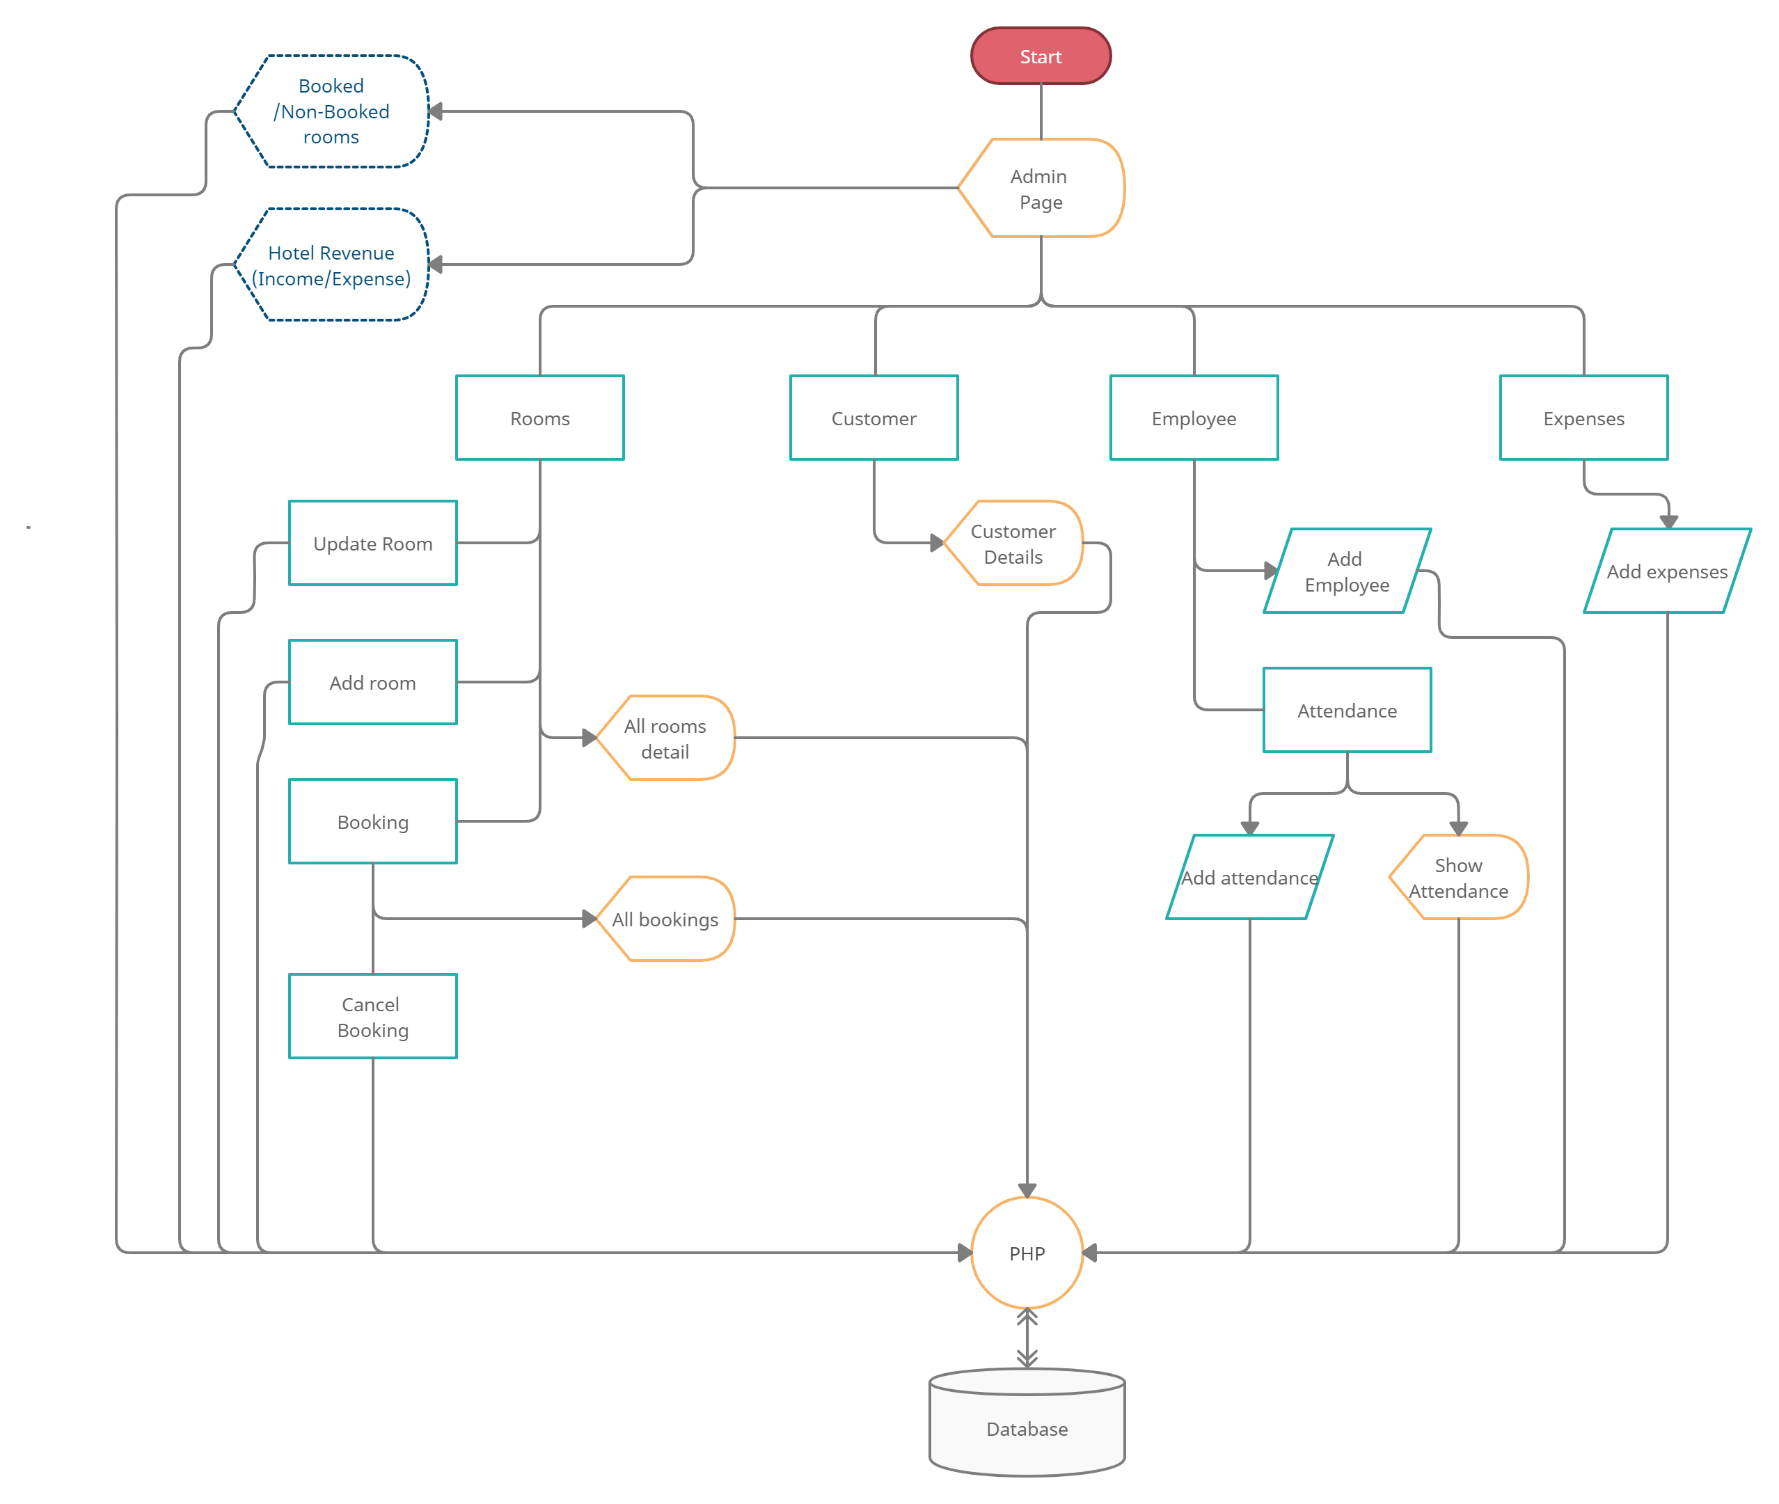 Start
Booked
/Non-Booked
rooms
Admin
Page
Hotel Revenue
(Income/Expense)
Rooms
Customer
Employee
Expenses
Update Room
Customer
Details
Add
Employee
Add expenses
Add room
All rooms
detail
Attendance
Booking
All bookings
Add attendance
Show
Attendance
Cancel
Booking
PHP
Database